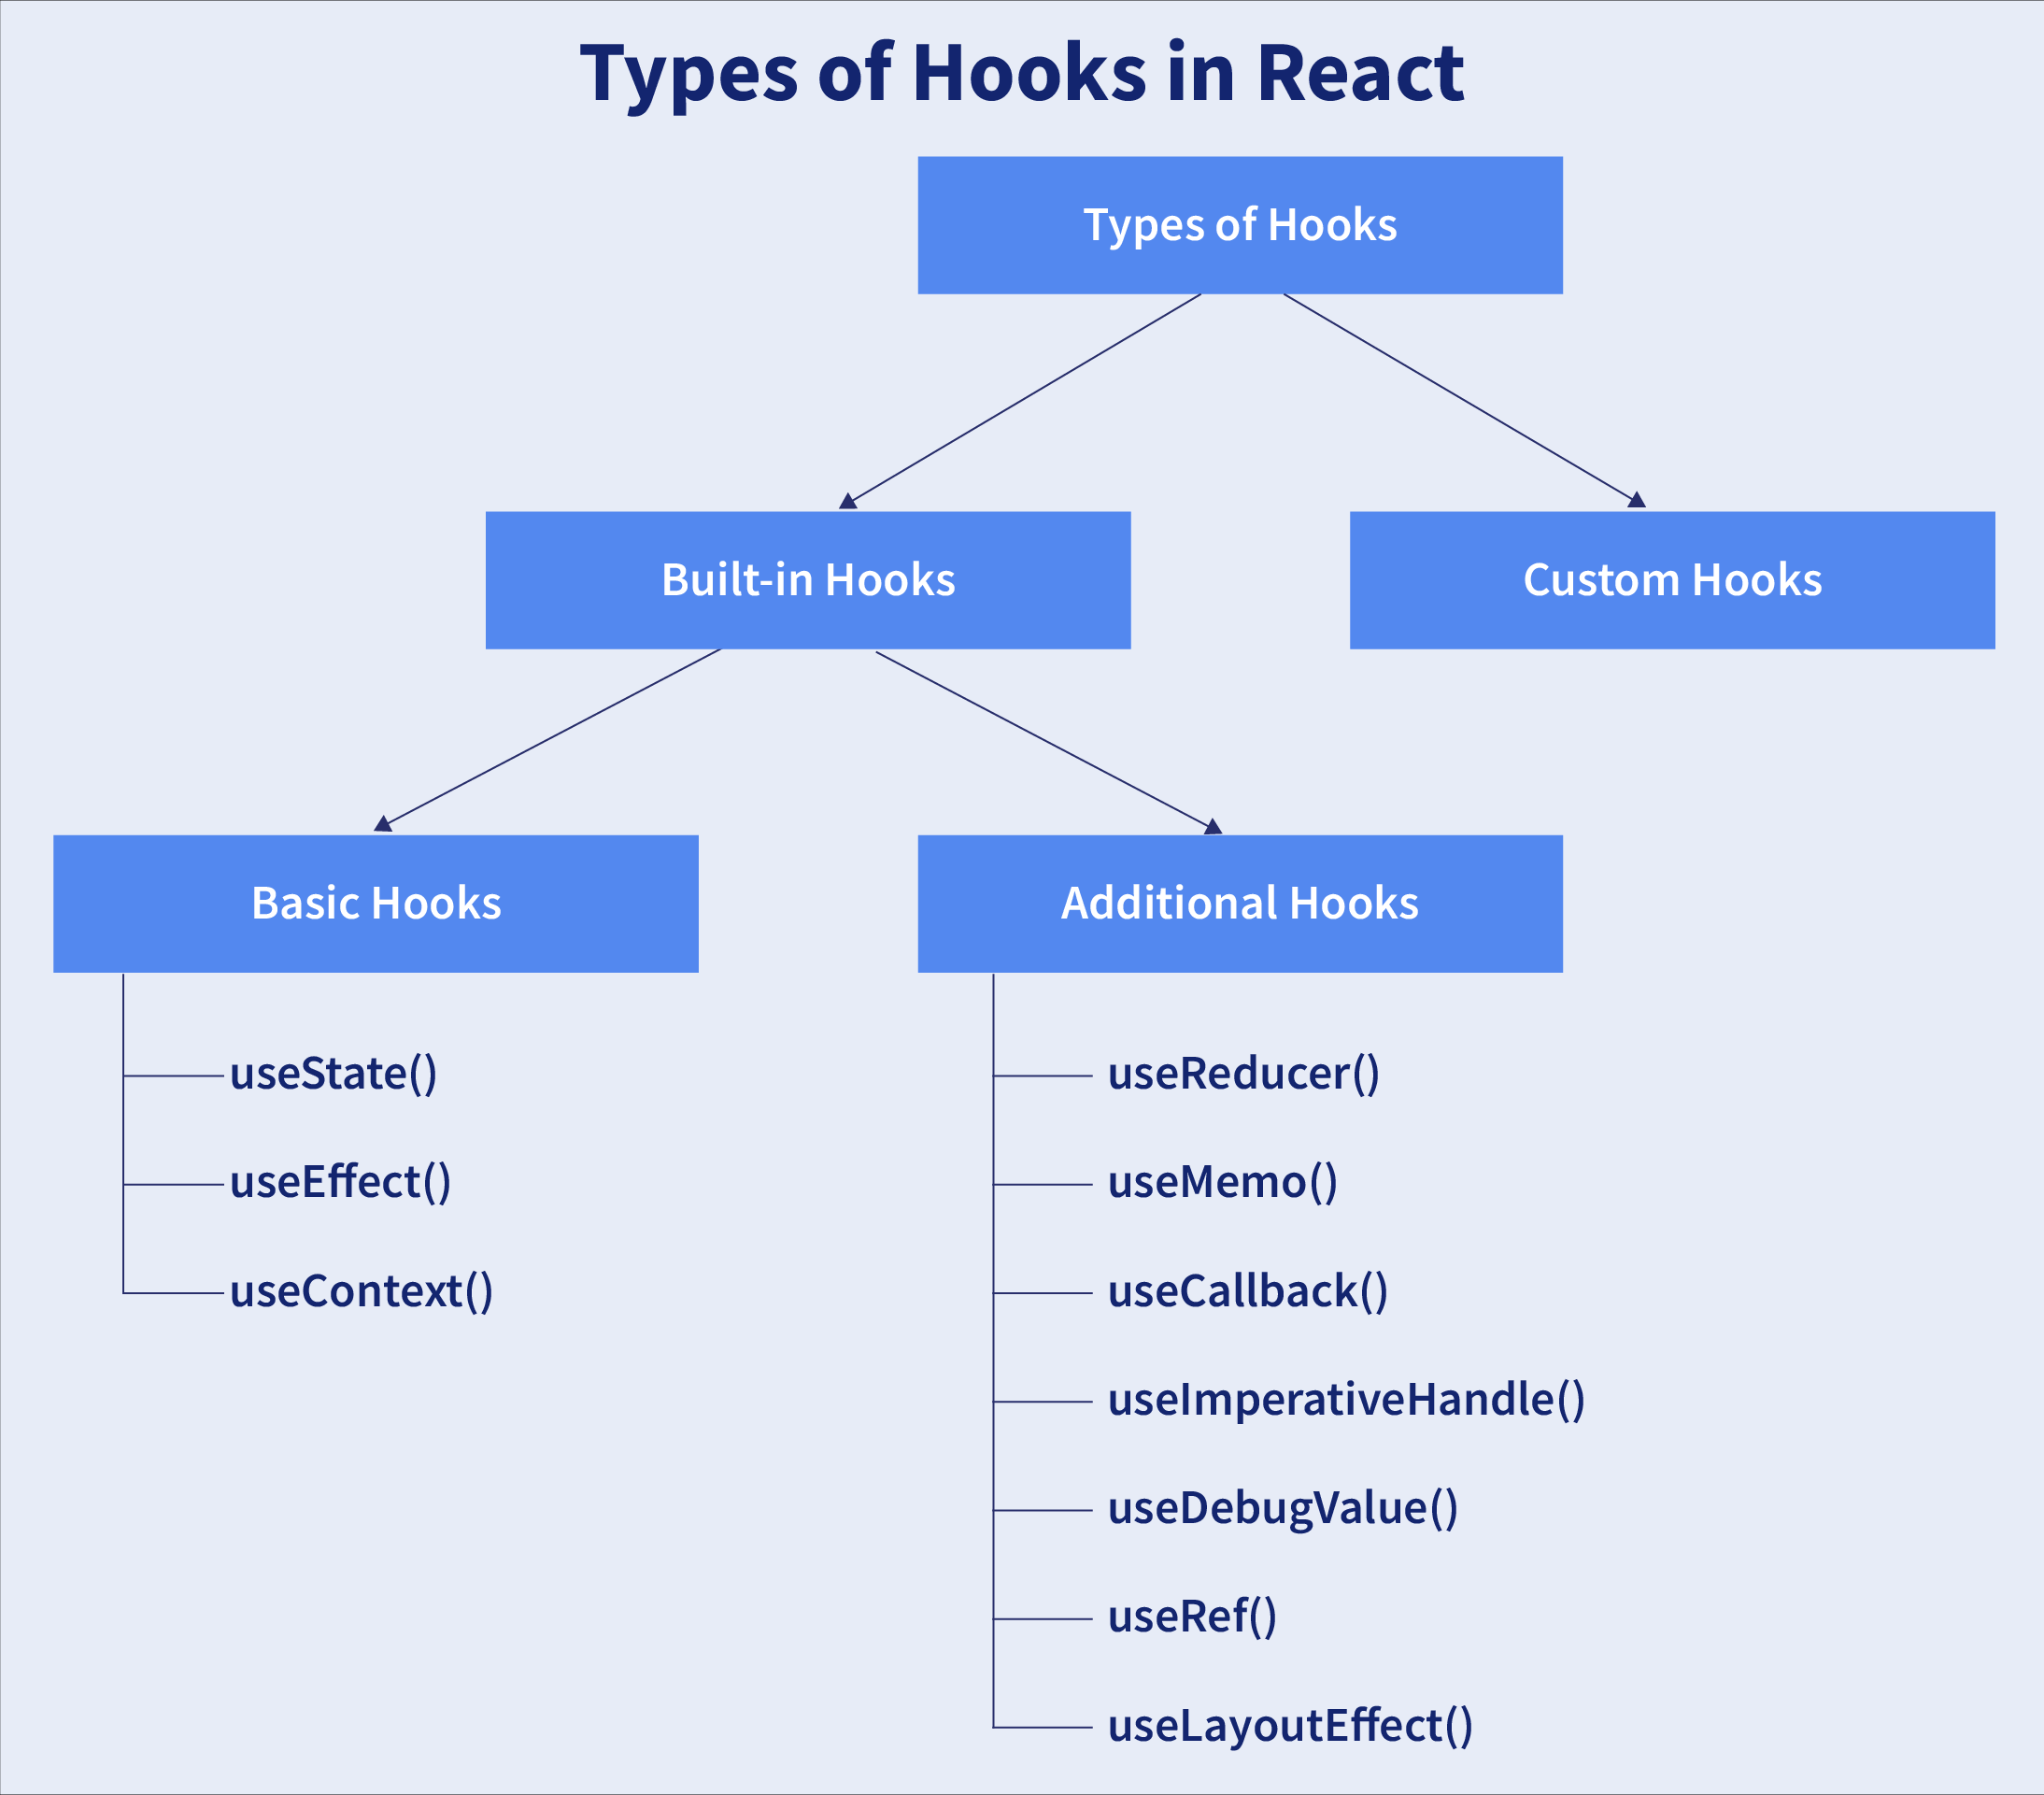 Types of Hooks in React
Types of Hooks
Built-in Hooks
Custom Hooks
Basic Hooks
Additional Hooks
useState()
useEffect()
useContext()
useReducer()
useMemo()
useCallback()
useImperativeHandle()
useDebugValue()
useRef()
useLayoutEffect()